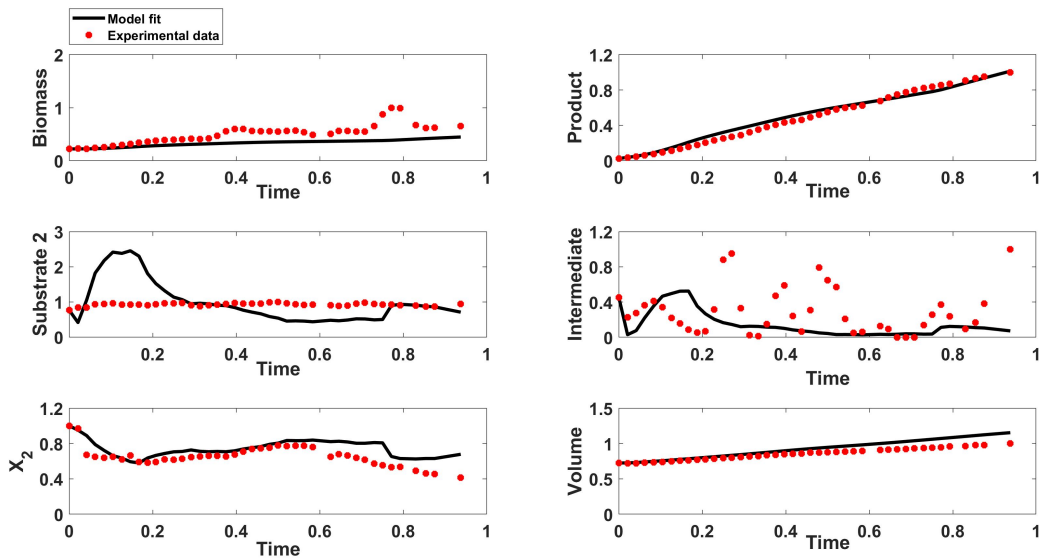 Model fit
Experimental data
2
1
0
Biomass
0 0.2 0.4 0.6 0.8 1
Time
1.2
0.8
0.4
0
Product
0 0.2 0.4 0.6 0.8 1
Time
3
2
1
0
Substrate 2
0.2 0.4 0.6 0.8 1
Time
1.2
0.8
0.4
0
Intermediate
0 0.2 0.4 0.6 0.8 1
Time
1.2
0.8
0.4
0
X2
0 0.2 0.4 0.6 0.8 1
Time
1.5
1
0.5
0
Volume
0 0.2 0.4 0.6 0.8 1
Time